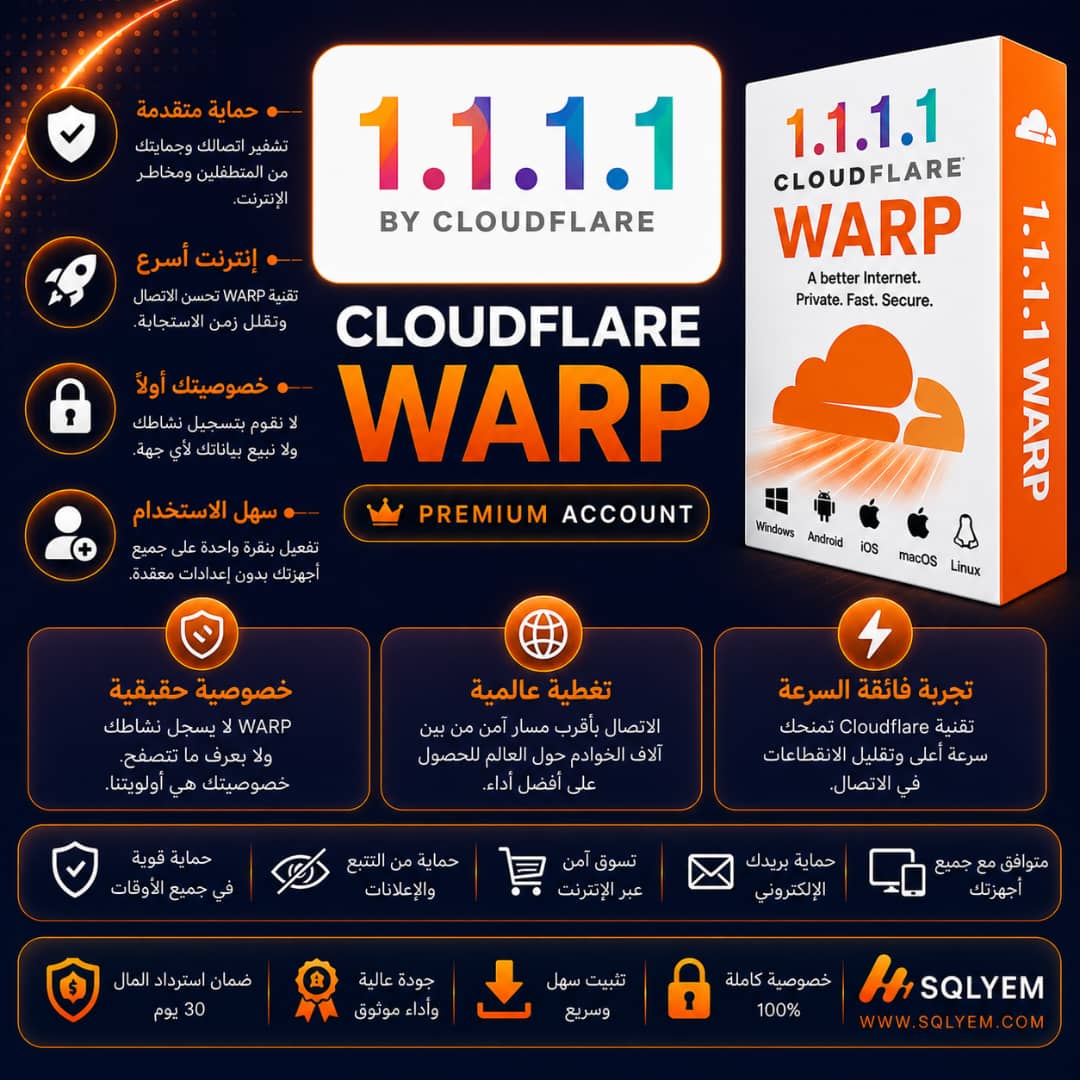 حماية متقدمة
تشفير اتصالك وجمايتك
من المتطفلين ومخاطر
الإنترنت.
إنترنت أسرع
تقنية WARP تحسن الاتصال
وتقلل زمن الاستجابة.
خصوصيتك أولاً
لا نقوم بتسجيل نشاطك
ولا نبيع بياناتك لأي جهة.
سهل الاستخدام
تفعيل بنقرة واحدة على جميع
أجهزتك بدون إعدادات معقدة.
1.1.1.1
BY CLOUDFLARE
CLOUDFLARE
WARP
PREMIUM ACCOUNT
1.1.1.1
CLOUDFLARE
WARP
A better Internet.
Private. Fast. Secure.
Windows
Android
iOS
macOS
Linux
1.1.1.1 WARP
تجربة فائقة السرعة
تقنية Cloudflare تمنحك
سرعة أعلى وتقليل الانقطاعات
في الاتصال.
تغطية عالمية
الاتصال بأقرب مسار آمن من بين
آلاف الخوادم حول العالم للحصول
على أفضل أداء.
خصوصية حقيقية
WARP لا يسجل نشاطك
ولا بعرف ما تتصفح.
خصوصيتك هي أولويتنا.
متوافق مع جميع
أجهزتك
حماية بريدك
الإلكتروني
تسوق آمن
عبر الإنترنت
حماية من التتبع
والإعلانات
حماية قوية
في جميع الأوقات
SQLYEM
WWW.SQLYEM.COM
خصوصية كاملة
100%
تثبيت سهل
وسريع
جودة عالية
وأداء موثوق
ضمان استرداد المال
30 يوم